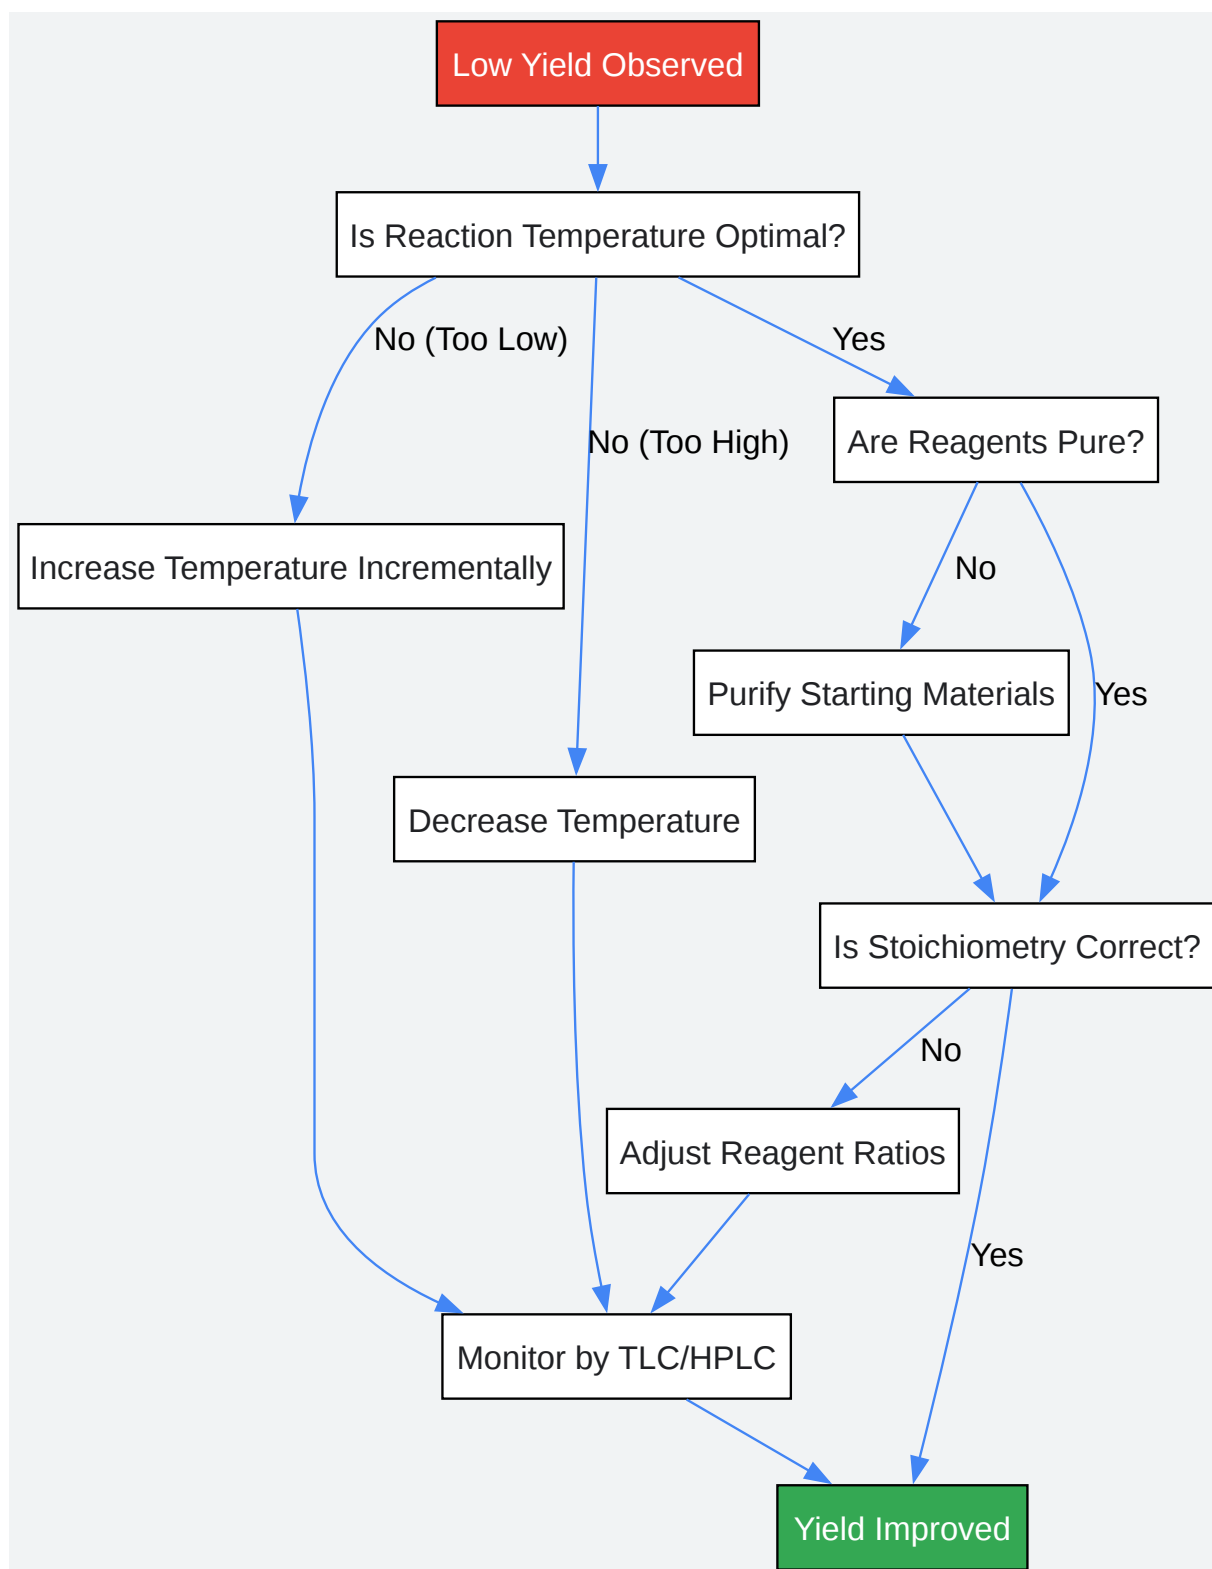 Low Yield Observed
Is Reaction Temperature Optimal?
No (Too Low)
Yes
No (Too High)
Are Reagents Pure?
Increase Temperature Incrementally
No
Purify Starting Materials
Yes
Decrease Temperature
Is Stoichiometry Correct?
No
Adjust Reagent Ratios
Yes
Monitor by TLC/HPLC
Yield Improved